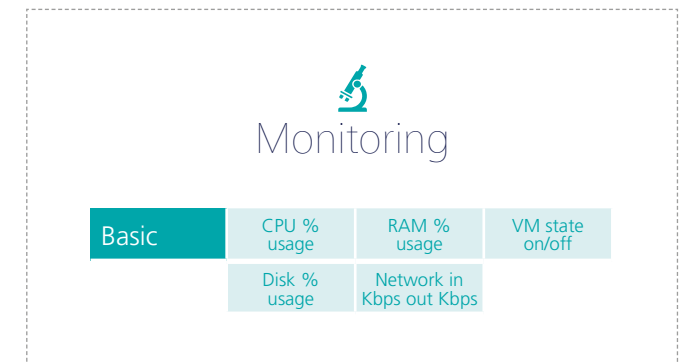 Monitoring
Basic
CPU %
usage
RAM %
usage
VM state
on/off
Disk %
usage
Network in
Kbps out Kbps